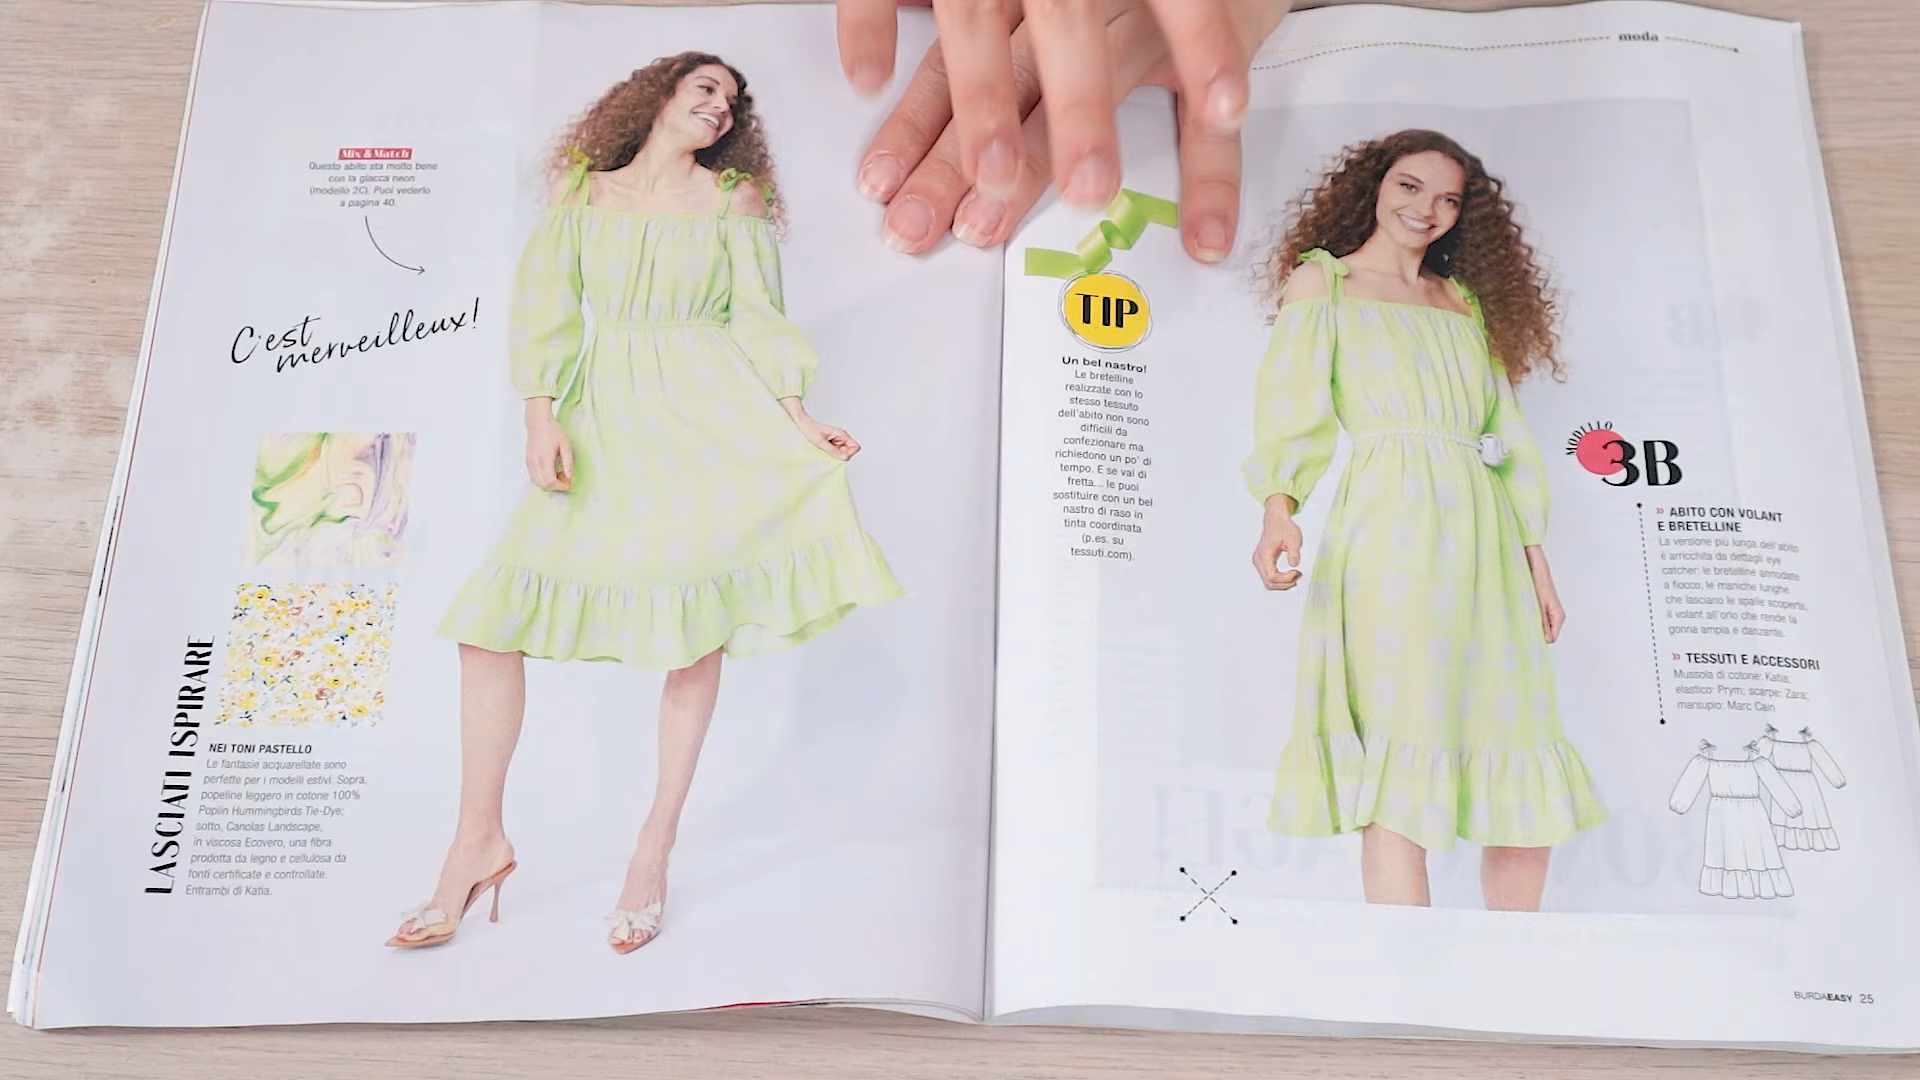 Mix & Match
Questo abito sta molto bene
con la giacca neon
(modello 2C). Puoi vederlo
a pagina 40.
C'est
merveilleux!
LASCIATI ISPIRARE
NEI TONI PASTELLO
Le fantasie acquarellate sono
perfette per i modelli estivi. Sopra,
popeline leggero in cotone 100%
Poplin Hummingbirds Tie-Dye;
sotto, Canolas Landscape,
in viscosa Ecovero, una fibra
prodotta da legno e cellulosa da
fonti certificate e controllate.
Entrambi di Katia.
moda
TIP
Un bel nastro!
Le bretelline
realizzate con lo
stesso tessuto
dell'abito non sono
difficili da
confezionare ma
richiedono un po' di
tempo. E se vai di
fretta... le puoi
sostituire con un bel
nastro di raso in
tinta coordinata
(p.es. su
tessuti.com).
MODELLO
3B
» ABITO CON VOLANT
E BRETELLINE
La versione più lunga dell'abito
è arricchita da dettagli eye
catcher: le bretelline annodate
a fiocco, le maniche lunghe
che lasciano le spalle scoperte,
il volant all'orlo che rende la
gonna ampia e danzante.
» TESSUTI E ACCESSORI
Mussola di cotone: Katia;
elastico: Prym; scarpe: Zara;
marsupio: Marc Cain
BURDAEASY 25